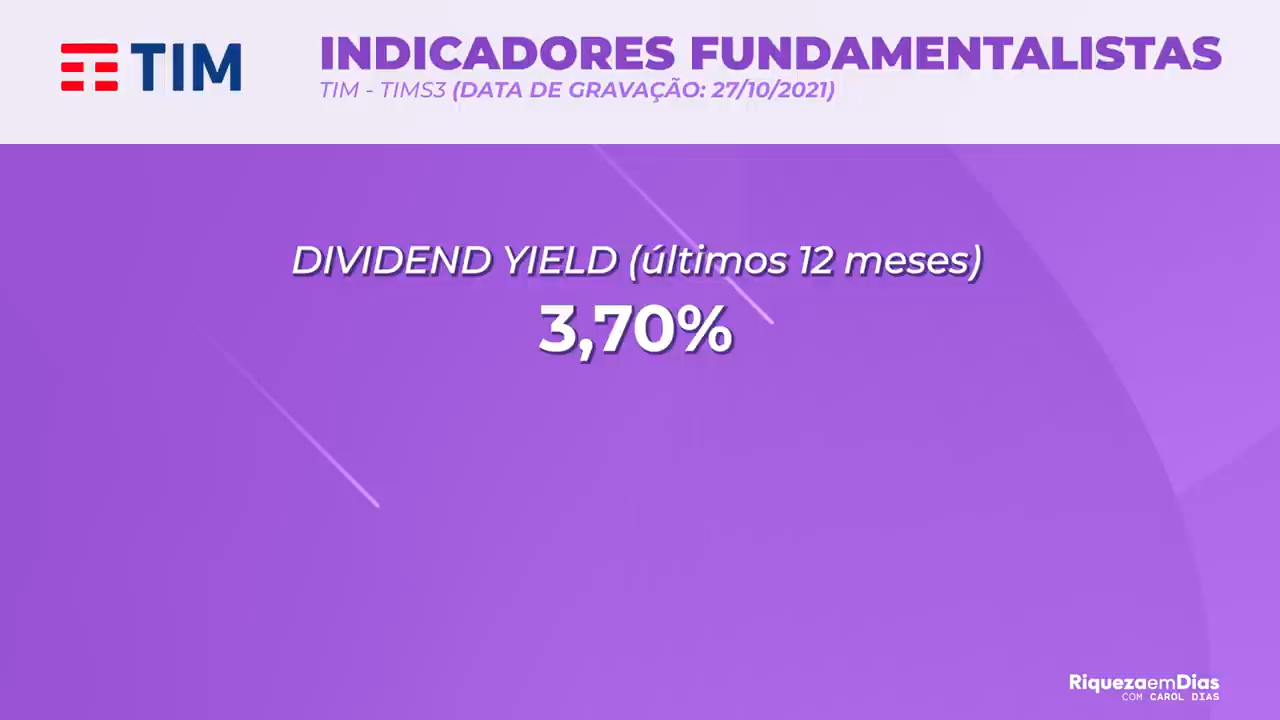 TIM
INDICADORES FUNDAMENTALISTAS
TIM - TIMS3 (DATA DE GRAVAÇÃO: 27/10/2021)
DIVIDEND YIELD (últimos 12 meses)
3,70%
RiquezaemDias
COM CAROL DIAS